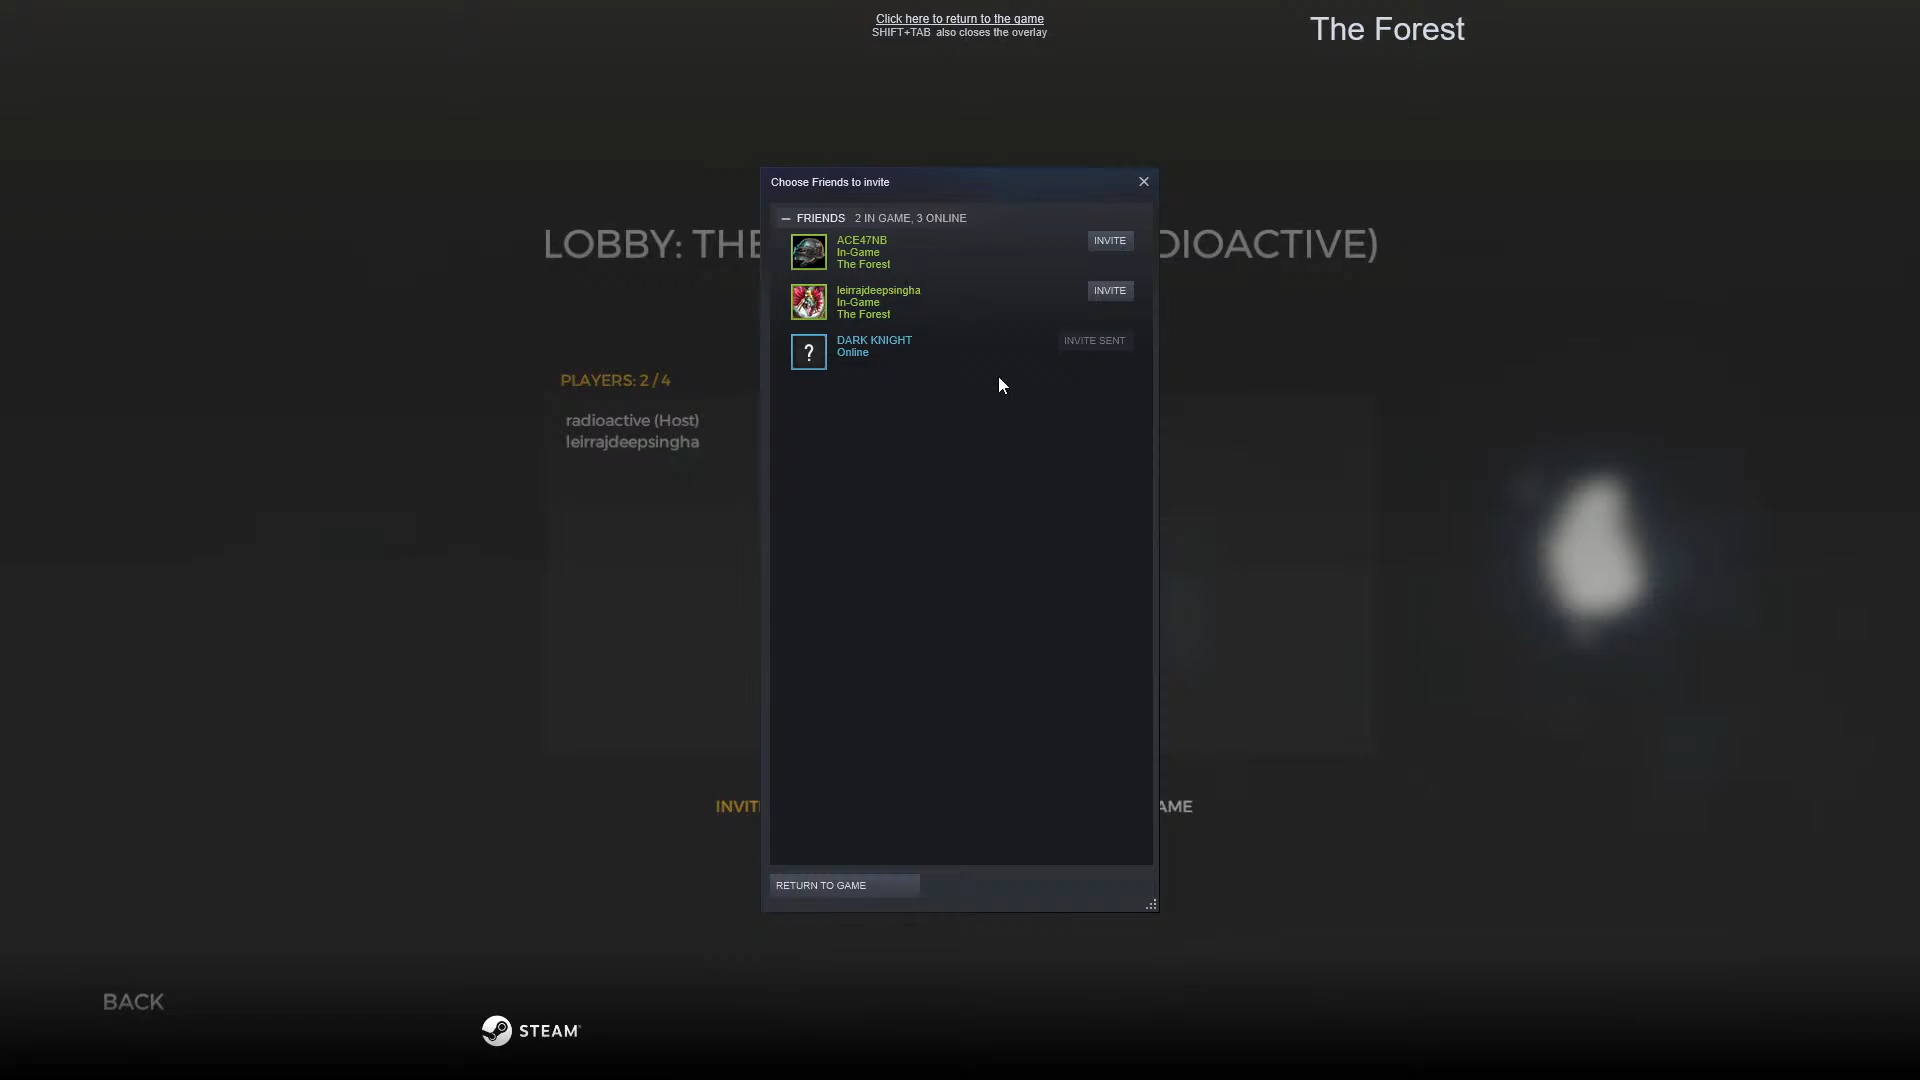 Click here to return to the game
SHIFT+TAB also closes the overlay
The Forest
Choose Friends to invite
FRIENDS 2 IN GAME, 3 ONLINE
ACE47NB
In-Game
The Forest
INVITE
leirrajdeepsingha
In-Game
The Forest
INVITE
?
DARK KNIGHT
Online
INVITE SENT
LOBBY: THE
DIOACTIVE)
PLAYERS: 2 / 4
radioactive (Host)
leirrajdeepsingha
INVIT
AME
RETURN TO GAME
BACK
STEAM